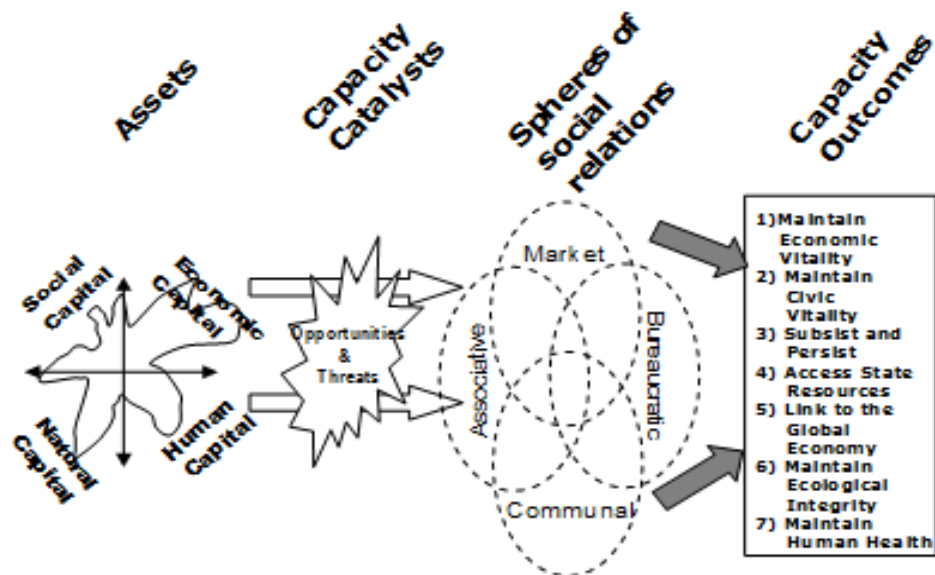 Assets
Capacity
Catalysts
Spheres of
social
relations
Capacity
Outcomes
Social
Capital
Economic
Capital
Natural
Capital
Human
Capital
Opportunities
&
Threats
Market
Associative
Bureaucratic
Communal
1) Maintain
Economic
Vitality
2) Maintain
Civic
Vitality
3) Subsist and
Persist
4) Access State
Resources
5) Link to the
Global
Economy
6) Maintain
Ecological
Integrity
7) Maintain
Human Health